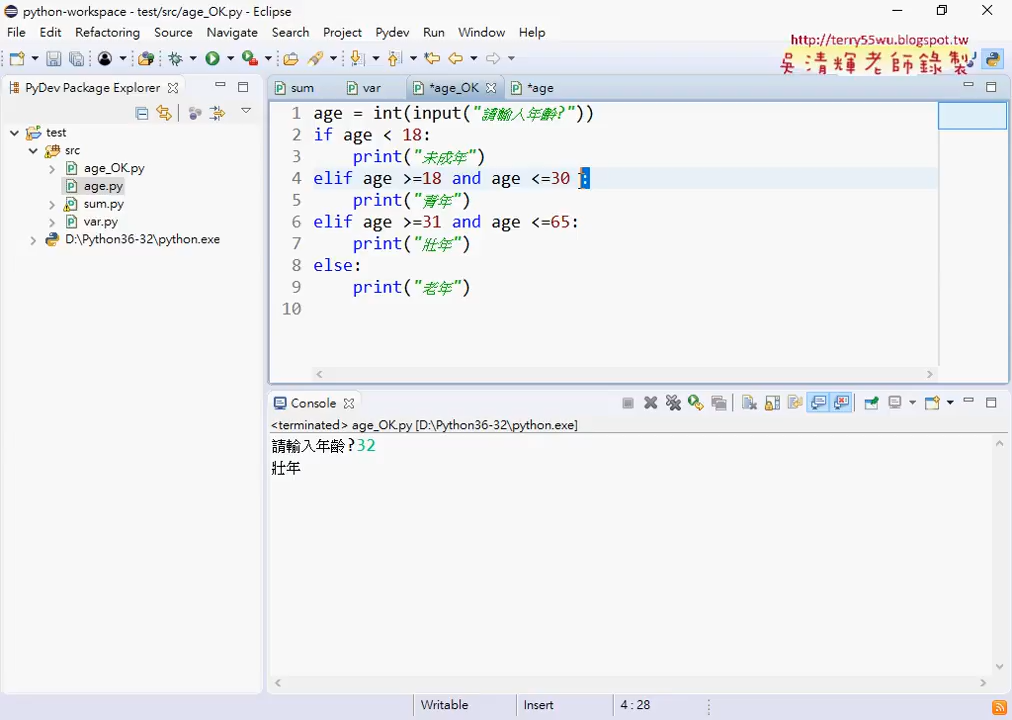 python-workspace - test/src/age_OK.py - Eclipse
File Edit Refactoring Source Navigate Search Project Pydev Run Window Help
http://terry55wu.blogspot.tw
吳清輝老師錄製
PyDev Package Explorer
sum var *age_OK *age
test
src
age_OK.py
age.py
sum.py
var.py
D:\Python36-32\python.exe
1 age = int(input("請輸入年齡?"))
2 if age < 18:
3 print("未成年")
4 elif age >=18 and age <=30 :
5 print("青年")
6 elif age >=31 and age <=65:
7 print("壯年")
8 else:
9 print("老年")
10
Console
<terminated> age_OK.py [D:\Python36-32\python.exe]
請輸入年齡?32
壯年
Writable Insert 4 : 28